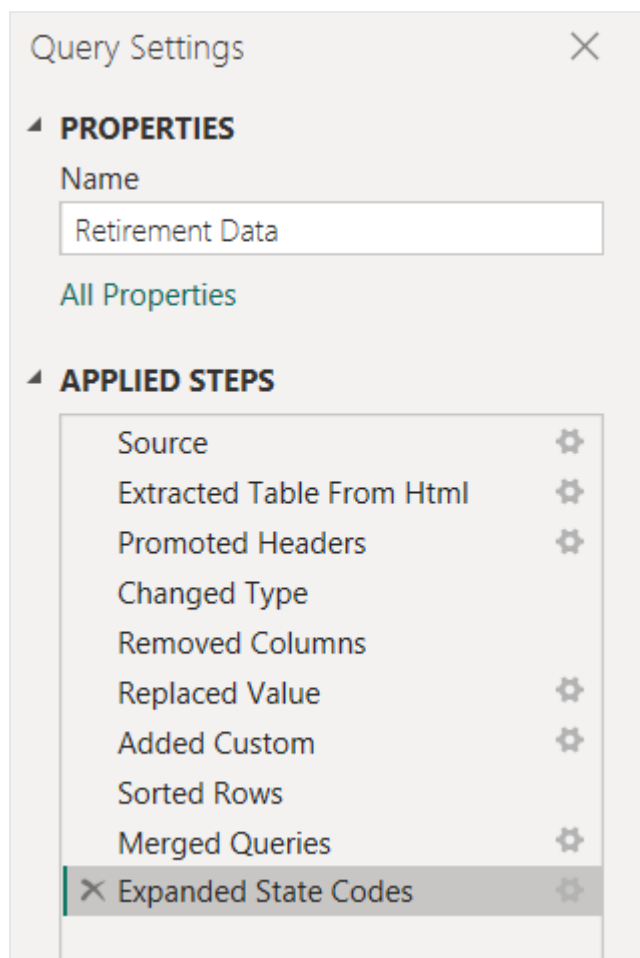 Query Settings
PROPERTIES
Name
Retirement Data
All Properties
APPLIED STEPS
Source
Extracted Table From Html
Promoted Headers
Changed Type
Removed Columns
Replaced Value
Added Custom
Sorted Rows
Merged Queries
Expanded State Codes